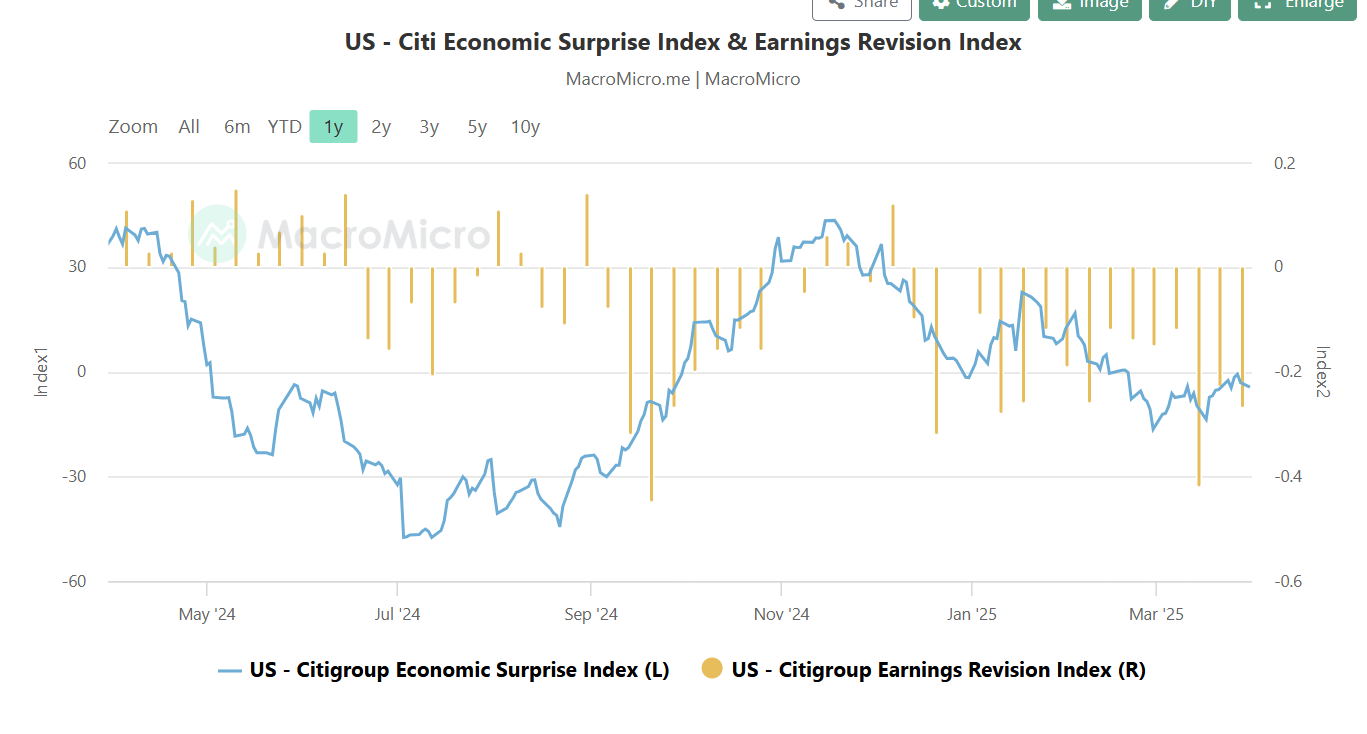 Share Custom Image DIY Enlarge
US - Citi Economic Surprise Index & Earnings Revision Index
MacroMicro.me | MacroMicro
Zoom All 6m YTD 1y 2y 3y 5y 10y
60 0.2
MacroMicro
30 0
0 -0.2
Index1
Index2
-30 -0.4
-60 -0.6
May '24 Jul '24 Sep '24 Nov '24 Jan '25 Mar '25
US - Citigroup Economic Surprise Index (L) US - Citigroup Earnings Revision Index (R)